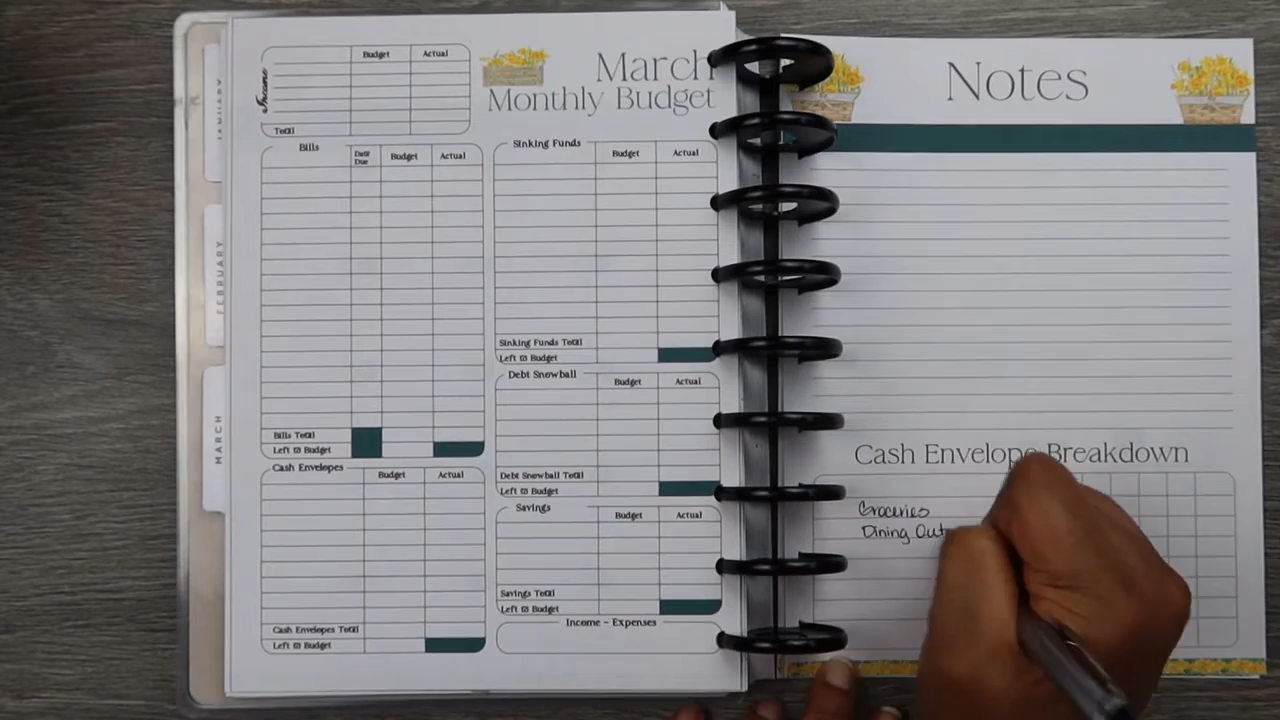 JANUARY
FEBRUARY
MARCH
March
Monthly Budget
Income
Budget Actual
Total
Bills Date Due Budget Actual
Bills Total
Left to Budget
Cash Envelopes
Budget Actual
Cash Envelopes Total
Left to Budget
Sinking Funds
Budget Actual
Sinking Funds Total
Left to Budget
Debt Snowball
Budget Actual
Debt Snowball Total
Left to Budget
Savings
Budget Actual
Savings Total
Left to Budget
Income - Expenses
Notes
Cash Envelope Breakdown
Groceries
Dining Out